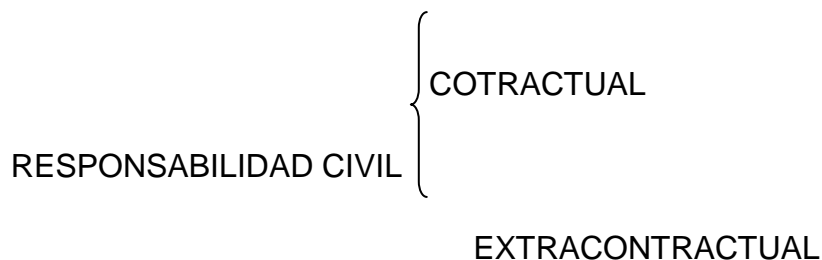 COTRACTUAL
RESPONSABILIDAD CIVIL
EXTRACONTRACTUAL